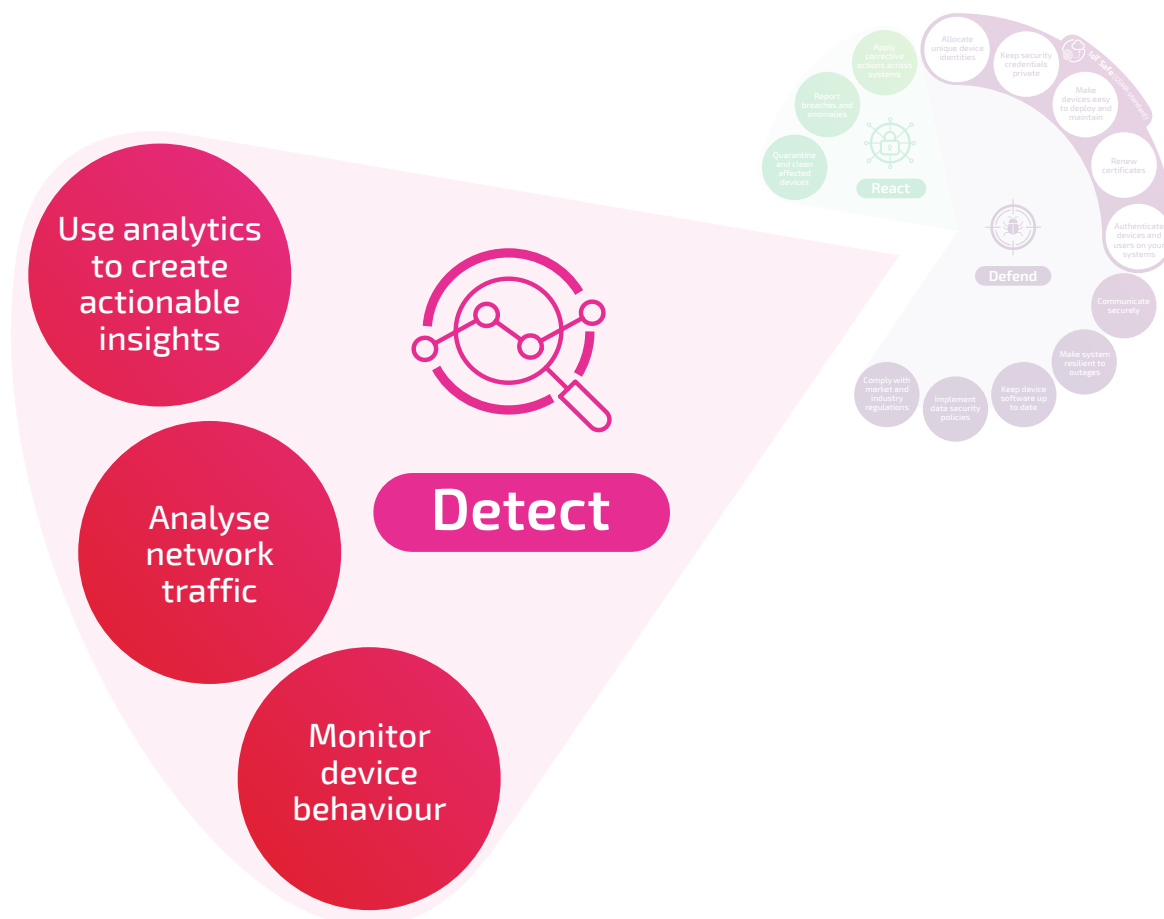 Use analytics
to create
actionable
insights
Analyse
network
traffic
Monitor
device
behaviour
Detect
Apply
corrective
actions across
systems
Report
breaches and
anomalies
Quarantine
and clean
affected
devices
React
Allocate
unique device
identities
Keep security
credentials
private
IoT Safe (GSMA standard)
Make
devices easy
to deploy and
maintain
Renew
certificates
Authenticate
devices and
users on your
systems
Defend
Communicate
securely
Make system
resilient to
outages
Keep device
software up
to date
Implement
data security
policies
Comply with
market and
industry
regulations